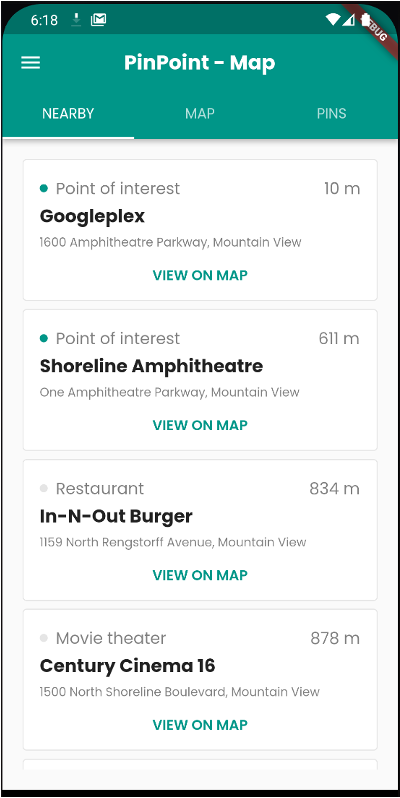 6:18
PinPoint - Map
NEARBY MAP PINS
Point of interest 10 m
Googleplex
1600 Amphitheatre Parkway, Mountain View
VIEW ON MAP
Point of interest 611 m
Shoreline Amphitheatre
One Amphitheatre Parkway, Mountain View
VIEW ON MAP
Restaurant 834 m
In-N-Out Burger
1159 North Rengstorff Avenue, Mountain View
VIEW ON MAP
Movie theater 878 m
Century Cinema 16
1500 North Shoreline Boulevard, Mountain View
VIEW ON MAP